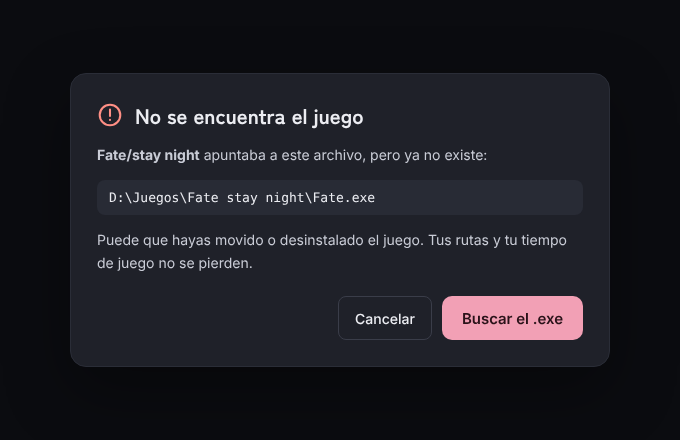 No se encuentra el juego
Fate/stay night apuntaba a este archivo, pero ya no existe:
D:\Juegos\Fate stay night\Fate.exe
Puede que hayas movido o desinstalado el juego. Tus rutas y tu tiempo
de juego no se pierden.
Cancelar
Buscar el .exe